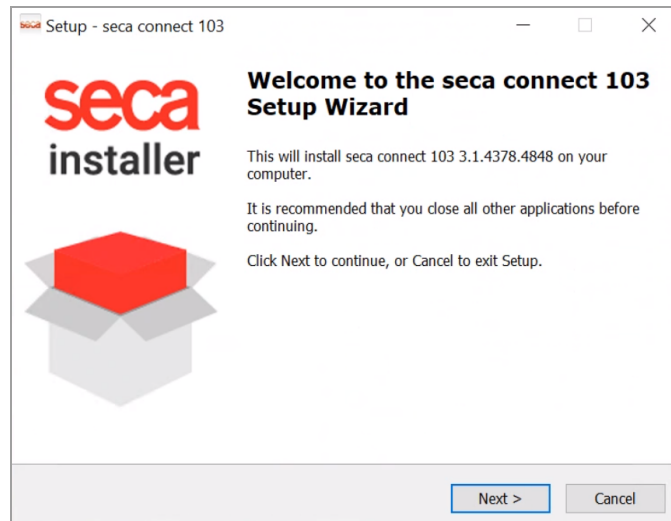 Setup - seca connect 103
seca
installer
Welcome to the seca connect 103
Setup Wizard
This will install seca connect 103 3.1.4378.4848 on your
computer.
It is recommended that you close all other applications before
continuing.
Click Next to continue, or Cancel to exit Setup.
Next >
Cancel